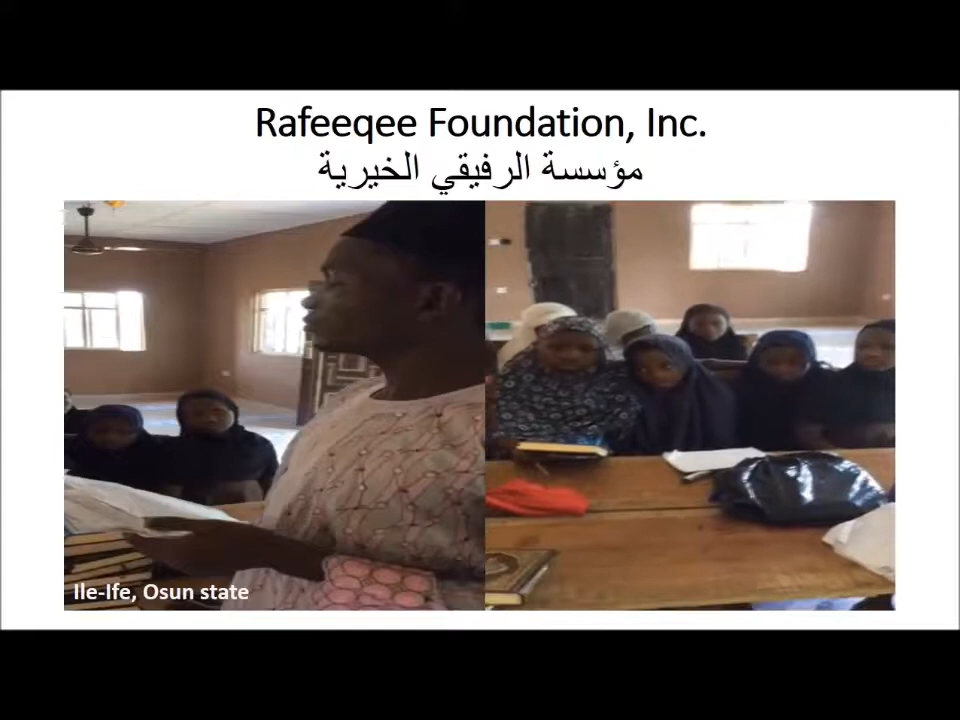 Rafeeqee Foundation, Inc.
مؤسسة الرفيقي الخيرية
Ile-Ife, Osun state